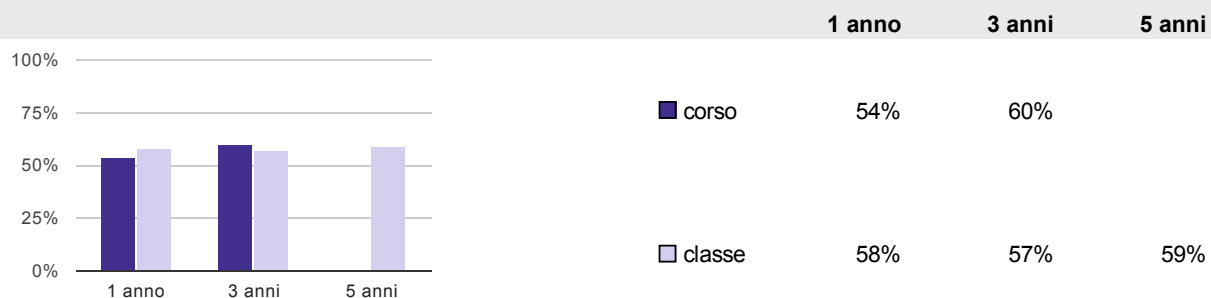 1 anno 3 anni 5 anni
100%
75%
50%
25%
0%
1 anno 3 anni 5 anni
corso 54% 60%
classe 58% 57% 59%